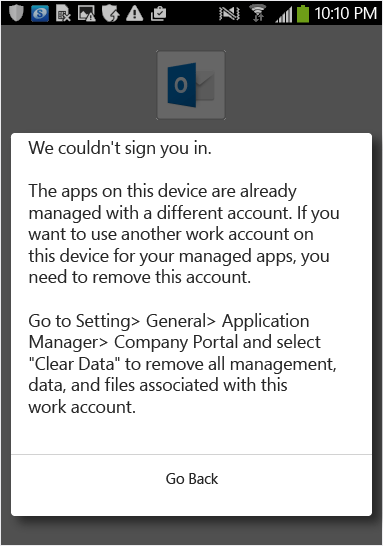 10:10 PM
We couldn't sign you in.
The apps on this device are already
managed with a different account. If you
want to use another work account on
this device for your managed apps, you
need to remove this account.
Go to Setting> General> Application
Manager> Company Portal and select
"Clear Data" to remove all management,
data, and files associated with this
work account.
Go Back